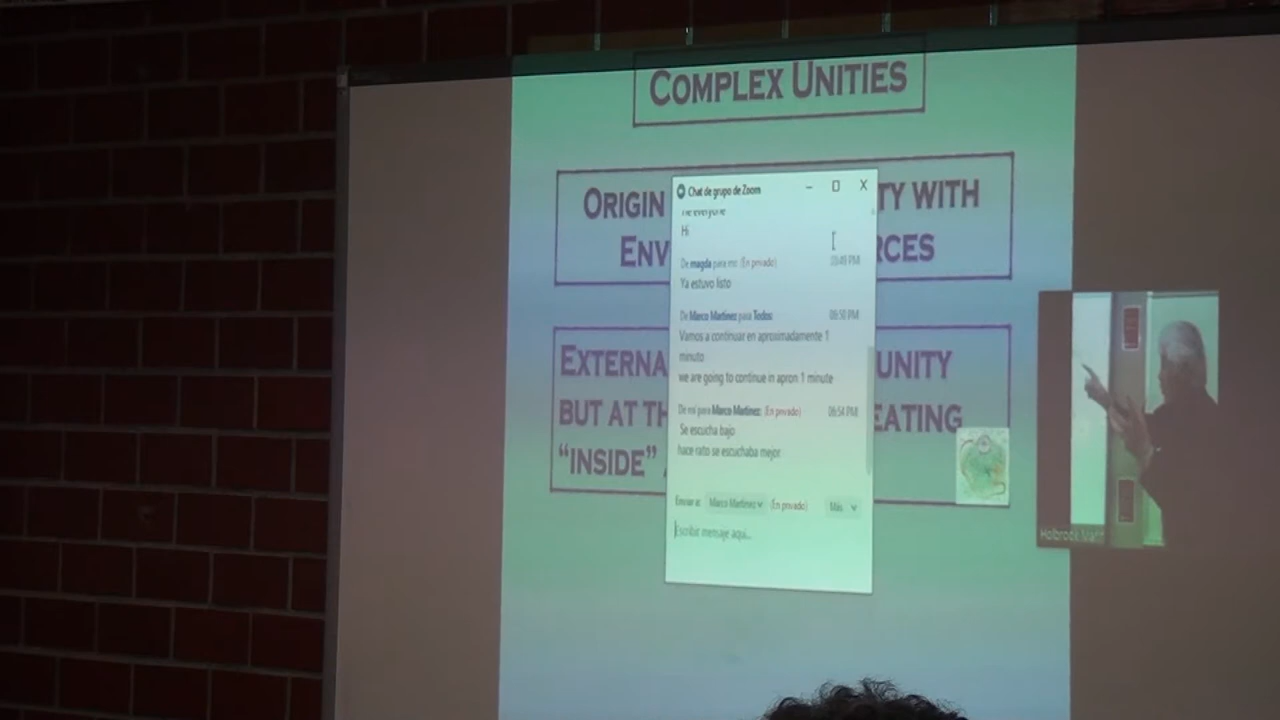 COMPLEX UNITIES
ORIGIN
TY WITH
ENV
RCES
EXTERNA
UNITY
BUT AT TH
EATING
"INSIDE"
Chat de grupo de Zoom
Hi
De magda para mí: (En privado)
Ya estuvo listo
De Marco Martinez para Todos: 06:50 PM
Vamos a continuar en aproximadamente 1
minuto
we are going to continue in apron 1 minute
De mí para Marco Martinez: (En privado) 06:54 PM
Se escucha bajo
hace rato se escuchaba mejor
Enviar a: Marco Martinez (En privado) Más
Escribir mensaje aquí...
Holbrook